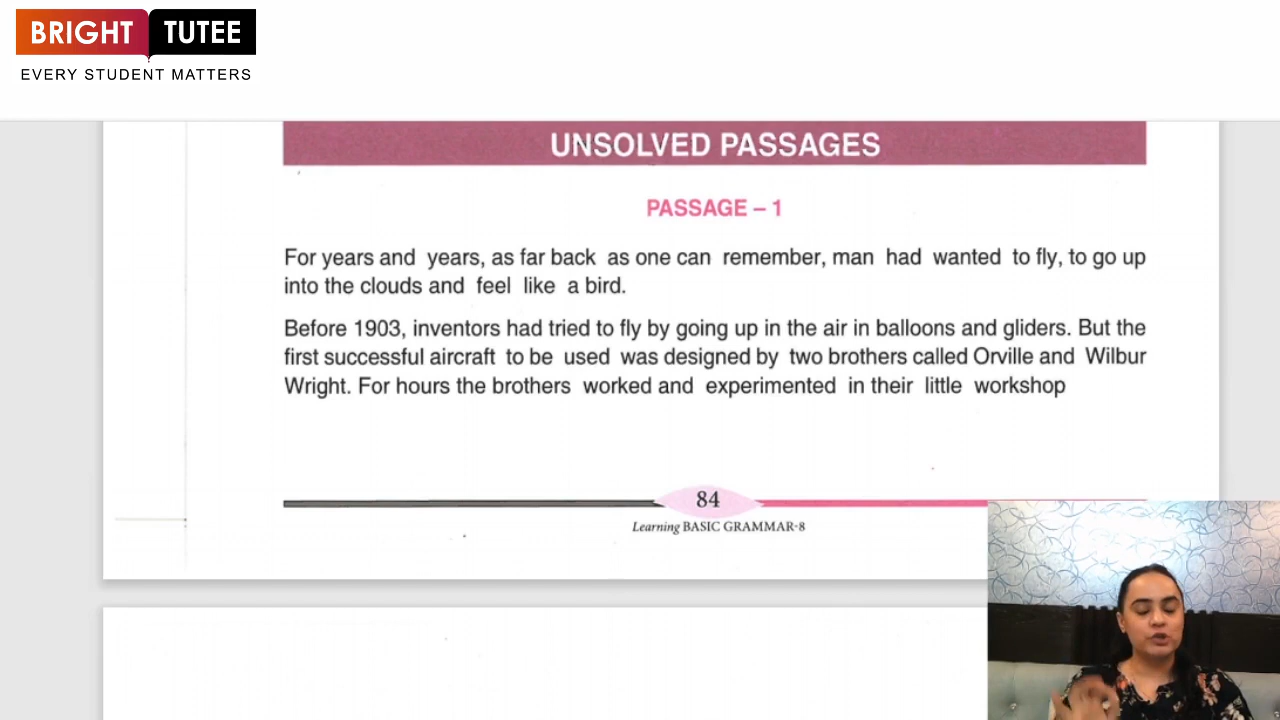 BRIGHT TUTEE
EVERY STUDENT MATTERS
UNSOLVED PASSAGES
PASSAGE – 1
For years and years, as far back as one can remember, man had wanted to fly, to go up
into the clouds and feel like a bird.
Before 1903, inventors had tried to fly by going up in the air in balloons and gliders. But the
first successful aircraft to be used was designed by two brothers called Orville and Wilbur
Wright. For hours the brothers worked and experimented in their little workshop
84
Learning BASIC GRAMMAR-8